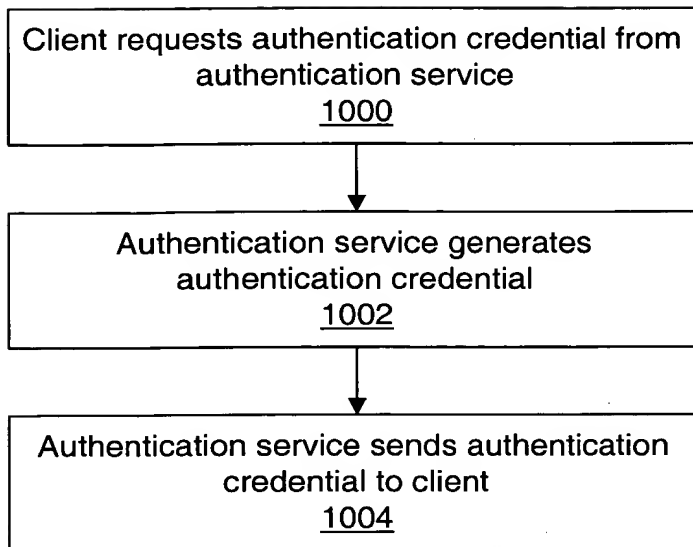 Client requests authentication credential from
authentication service
1000
Authentication service generates
authentication credential
1002
Authentication service sends authentication
credential to client
1004